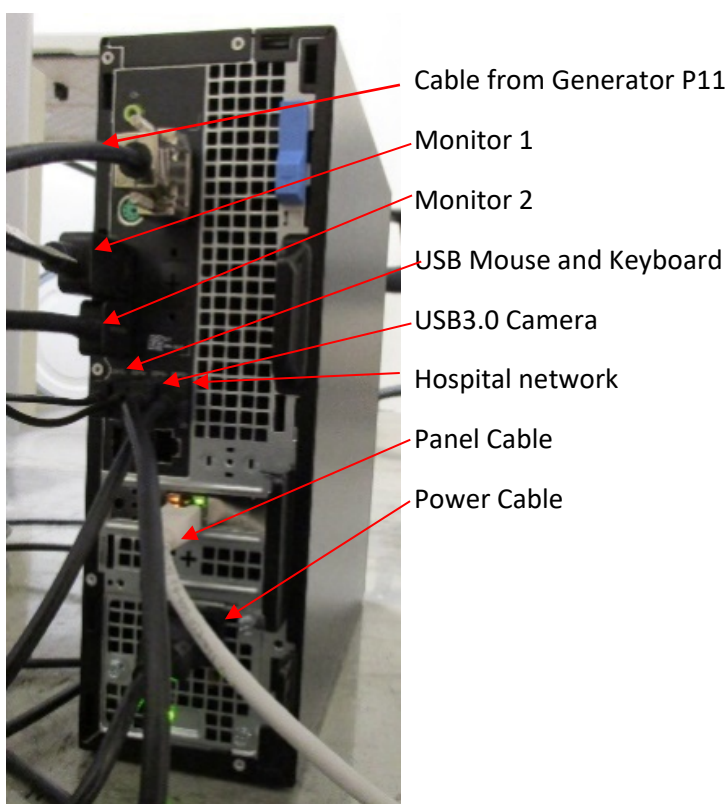 Cable from Generator P11
Monitor 1
Monitor 2
USB Mouse and Keyboard
USB3.0 Camera
Hospital network
Panel Cable
Power Cable